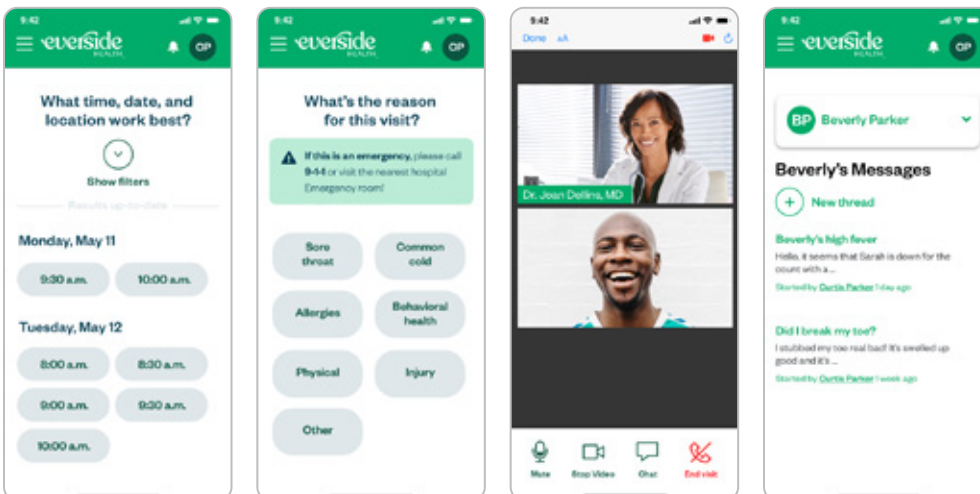 9:42
everside
HEALTH
OP
What time, date, and
location work best?
Show filters
Results up-to-date
Monday, May 11
9:30 a.m.
10:00 a.m.
Tuesday, May 12
8:00 a.m.
8:30 a.m.
9:00 a.m.
9:30 a.m.
10:00 a.m.
9:42
everside
HEALTH
OP
What's the reason
for this visit?
If this is an emergency, please call
9-1-1 or visit the nearest hospital
Emergency room!
Sore
throat
Common
cold
Allergies
Behavioral
health
Physical
Injury
Other
9:42
Done AA
Dr. Joan Dellins, MD
Mute
Stop Video
Chat
End visit
9:42
everside
HEALTH
OP
BP Beverly Parker
Beverly's Messages
New thread
Beverly's high fever
Hello, it seems that Sarah is down for the
count with a ...
Started by Curtis Parker 1 day ago
Did I break my toe?
I stubbed my toe real bad! It's swelled up
good and it's ...
Started by Curtis Parker 1 week ago